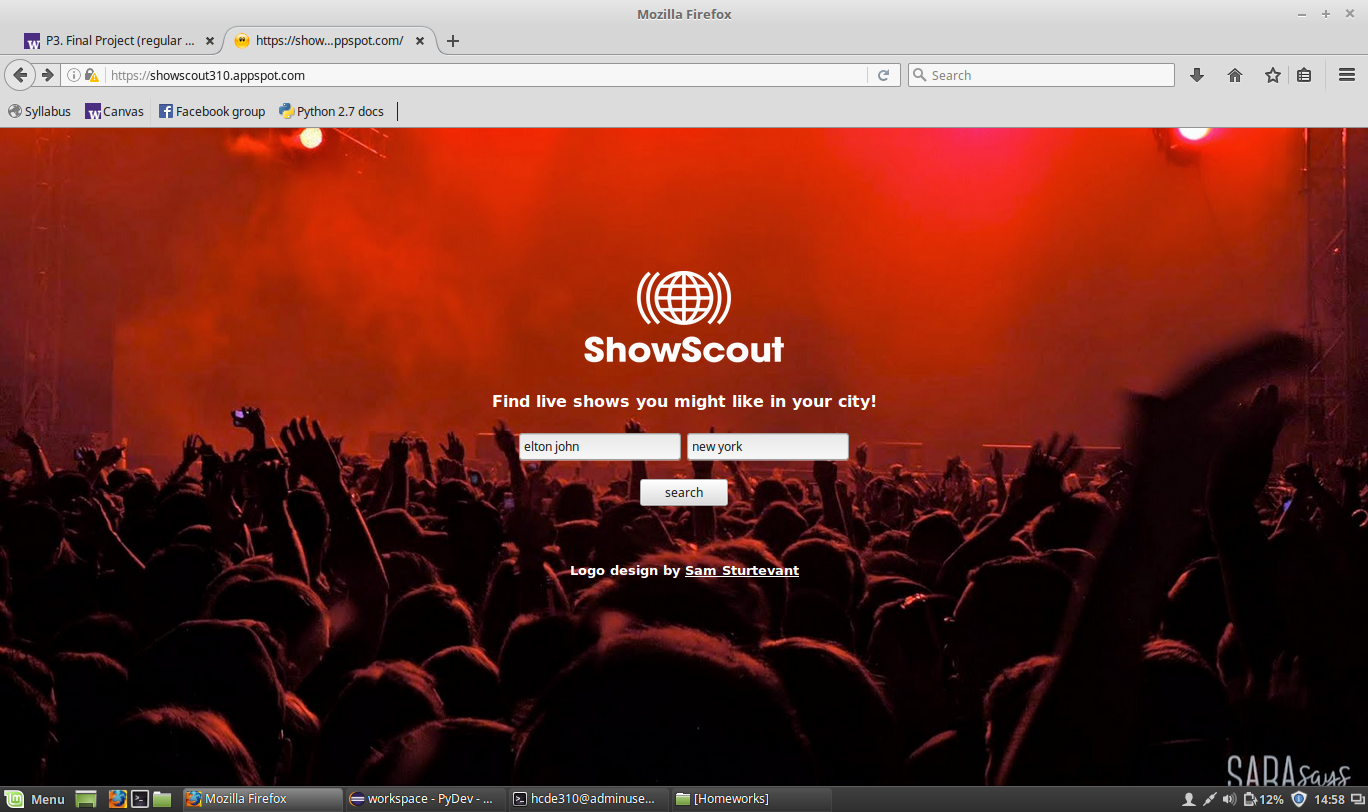 Mozilla Firefox
P3. Final Project (regular ...
https://show...ppspot.com/
https://showscout310.appspot.com
Search
Syllabus
Canvas
Facebook group
Python 2.7 docs
ShowScout
Find live shows you might like in your city!
elton john
new york
search
Logo design by Sam Sturtevant
SARA says
Menu
Mozilla Firefox
workspace - PyDev - ...
hcde310@adminuse...
[Homeworks]
12%
14:58